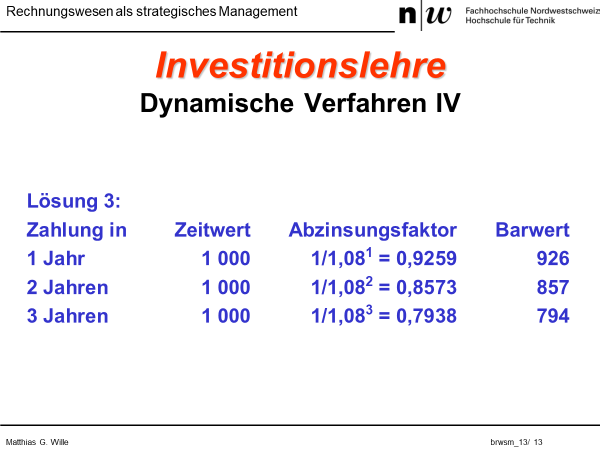 Rechnungswesen als strategisches Management
n|w Fachhochschule Nordwestschweiz
Hochschule für Technik
Investitionslehre
Dynamische Verfahren IV
Lösung 3:
Zahlung in Zeitwert Abzinsungsfaktor Barwert
1 Jahr 1 000 1/1,08¹ = 0,9259 926
2 Jahren 1 000 1/1,08² = 0,8573 857
3 Jahren 1 000 1/1,08³ = 0,7938 794
Matthias G. Wille brwsm_13/ 13